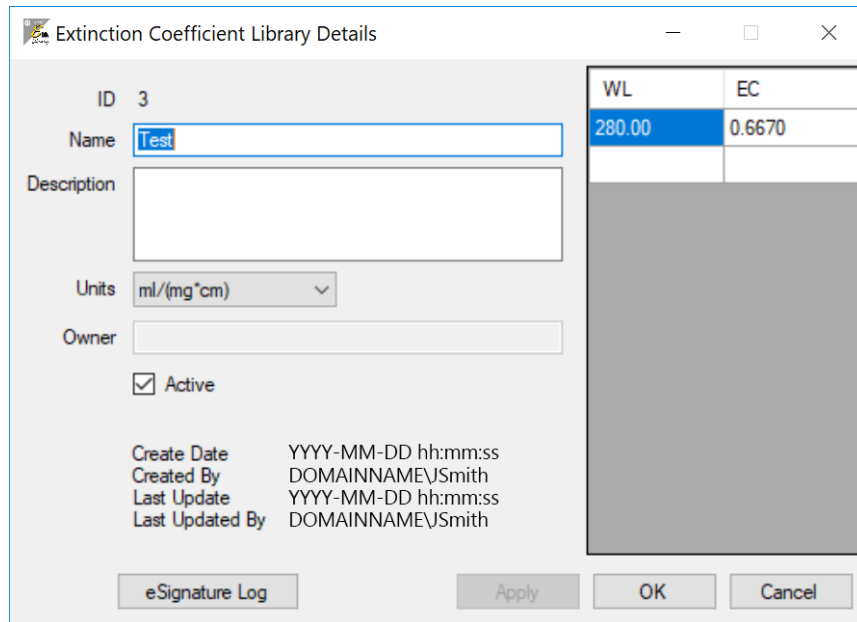 Extinction Coefficient Library Details
ID 3
Name Test
Description
Units ml/(mg*cm)
Owner
Active
Create Date YYYY-MM-DD hh:mm:ss
Created By DOMAINNAME\JSmith
Last Update YYYY-MM-DD hh:mm:ss
Last Updated By DOMAINNAME\JSmith
WL EC
280.00 0.6670
eSignature Log Apply OK Cancel